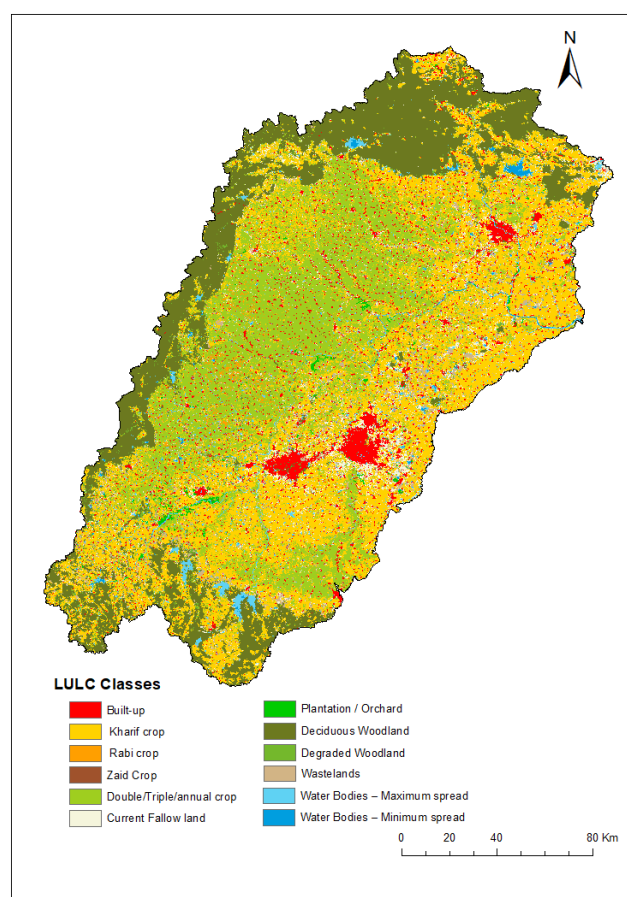 N
LULC Classes
Built-up
Kharif crop
Rabi crop
Zaid Crop
Double/Triple/annual crop
Current Fallow land
Plantation / Orchard
Deciduous Woodland
Degraded Woodland
Wastelands
Water Bodies – Maximum spread
Water Bodies – Minimum spread
0 20 40 80 Km